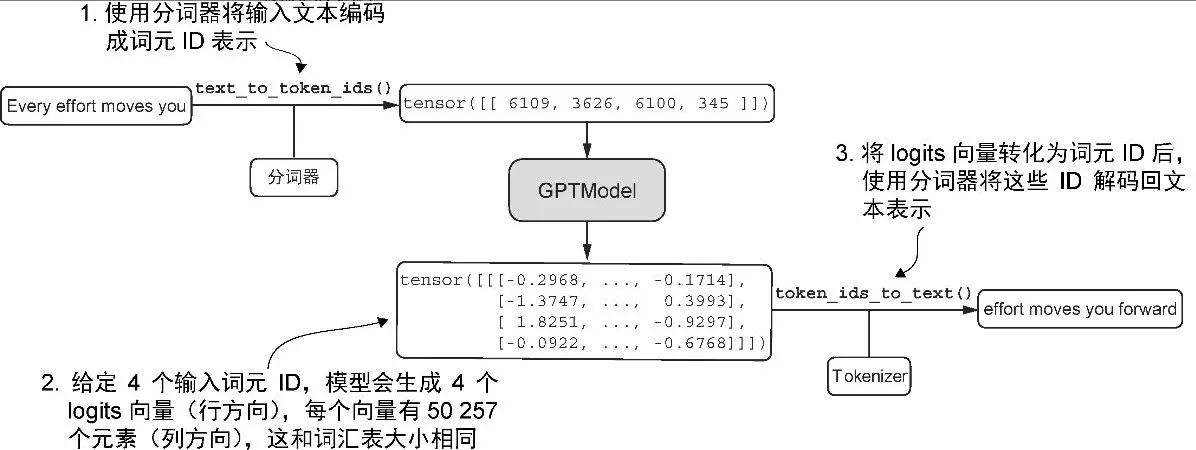 1. 使用分词器将输入文本编码
成词元 ID 表示
text_to_token_ids()
Every effort moves you
tensor([[ 6109, 3626, 6100, 345 ]])
分词器
GPTModel
3. 将 logits 向量转化为词元 ID 后，
使用分词器将这些 ID 解码回文
本表示
tensor([[[-0.2968, ..., -0.1714],
[-1.3747, ..., 0.3993],
[ 1.8251, ..., -0.9297],
[-0.0922, ..., -0.6768]]])
token_ids_to_text()
effort moves you forward
Tokenizer
2. 给定 4 个输入词元 ID，模型会生成 4 个
logits 向量（行方向），每个向量有 50 257
个元素（列方向），这和词汇表大小相同